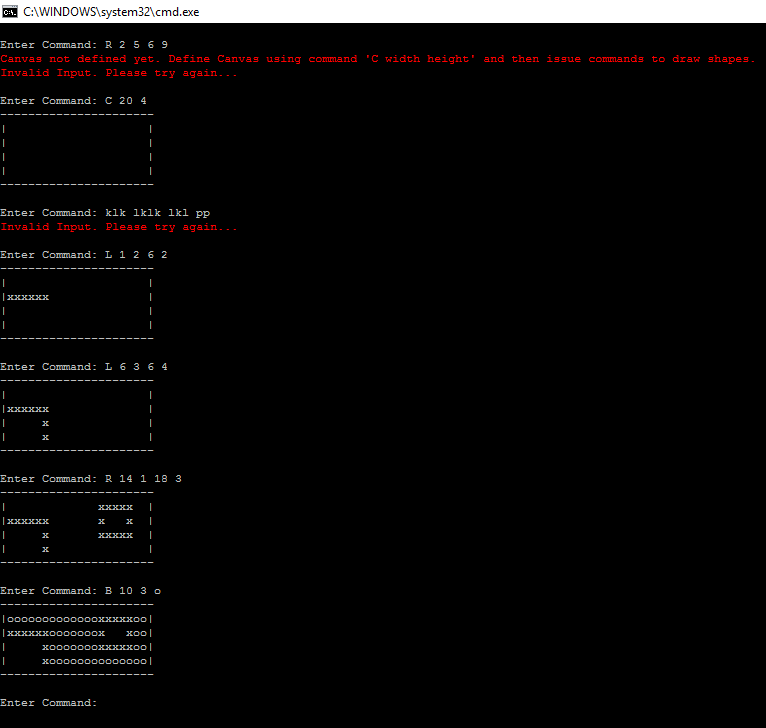 C:\WINDOWS\system32\cmd.exe
Enter Command: R 2 5 6 9
Canvas not defined yet. Define Canvas using command 'C width height' and then issue commands to draw shapes.
Invalid Input. Please try again...
Enter Command: C 20 4
----------------------
|                    |
|                    |
|                    |
|                    |
----------------------
Enter Command: klk lklk lkl pp
Invalid Input. Please try again...
Enter Command: L 1 2 6 2
----------------------
|                    |
|xxxxxx              |
|                    |
|                    |
----------------------
Enter Command: L 6 3 6 4
----------------------
|                    |
|xxxxxx              |
|     x              |
|     x              |
----------------------
Enter Command: R 14 1 18 3
----------------------
|             xxxxx  |
|xxxxxx       x   x  |
|     x       xxxxx  |
|     x              |
----------------------
Enter Command: B 10 3 o
----------------------
|oooooooooooooxxxxxoo|
|xxxxxxooooooox   xoo|
|     xoooooooxxxxxoo|
|     xoooooooooooooo|
----------------------
Enter Command: